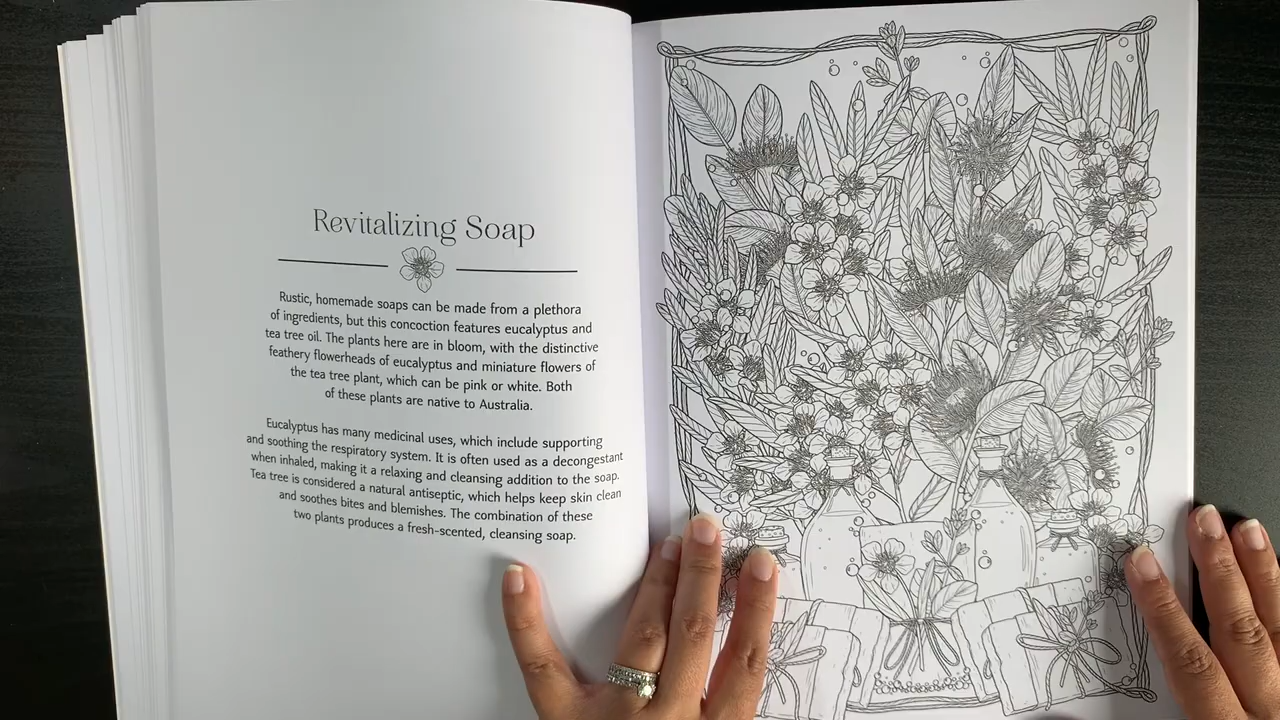 Revitalizing Soap
Rustic, homemade soaps can be made from a plethora
of ingredients, but this concoction features eucalyptus and
tea tree oil. The plants here are in bloom, with the distinctive
feathery flowerheads of eucalyptus and miniature flowers of
the tea tree plant, which can be pink or white. Both
of these plants are native to Australia.
Eucalyptus has many medicinal uses, which include supporting
and soothing the respiratory system. It is often used as a decongestant
when inhaled, making it a relaxing and cleansing addition to the soap.
Tea tree is considered a natural antiseptic, which helps keep skin clean
and soothes bites and blemishes. The combination of these
two plants produces a fresh-scented, cleansing soap.